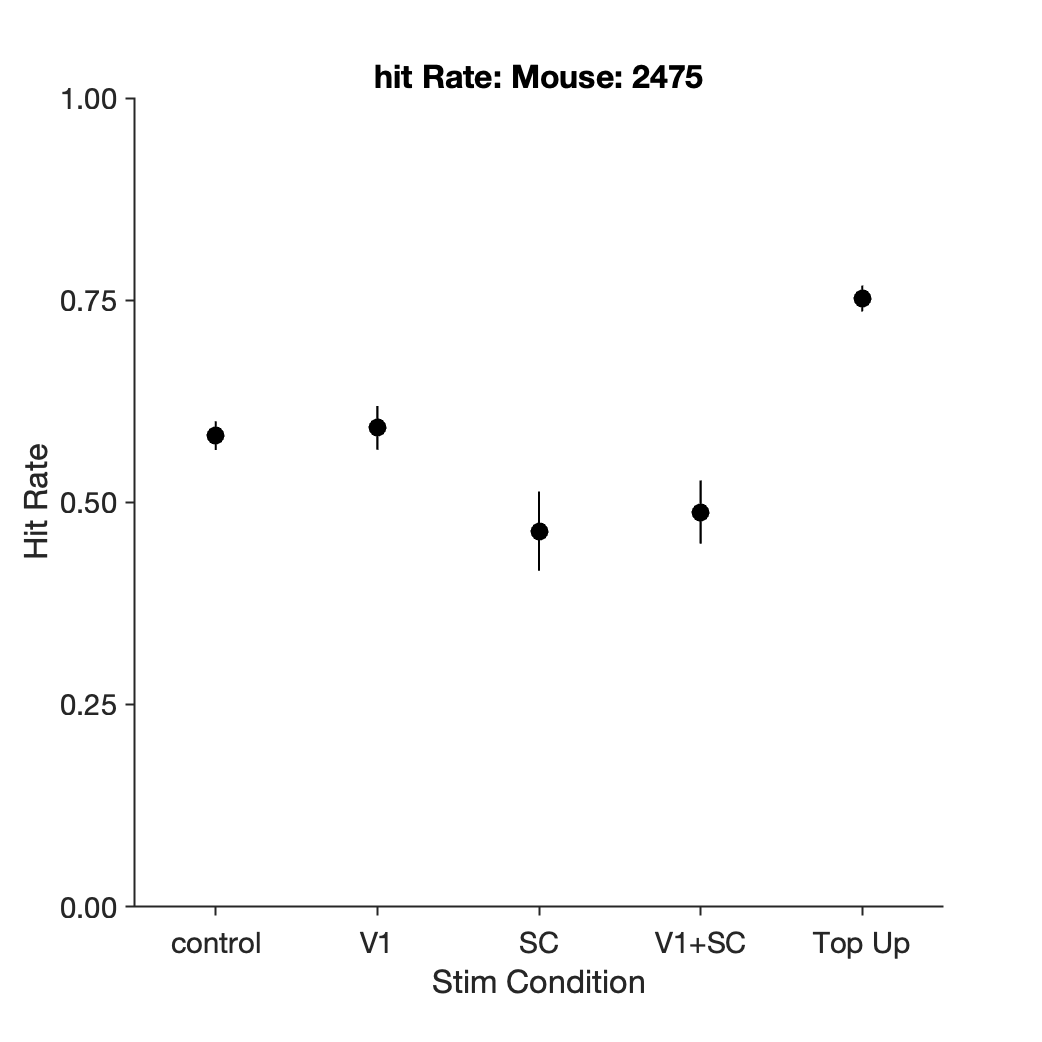 hit Rate: Mouse: 2475
1.00
0.75
0.50
0.25
0.00
Hit Rate
control
V1
SC
V1+SC
Top Up
Stim Condition